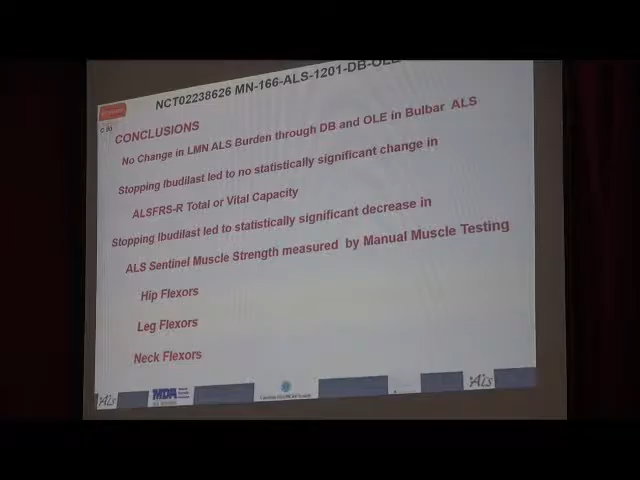 NCT02238626 MN-166-ALS-1201-DB-OLE
CONCLUSIONS
No Change in LMN ALS Burden through DB and OLE in Bulbar ALS
Stopping Ibudilast led to no statistically significant change in
ALSFRS-R Total or Vital Capacity
Stopping Ibudilast led to statistically significant decrease in
ALS Sentinel Muscle Strength measured by Manual Muscle Testing
Hip Flexors
Leg Flexors
Neck Flexors
MDA